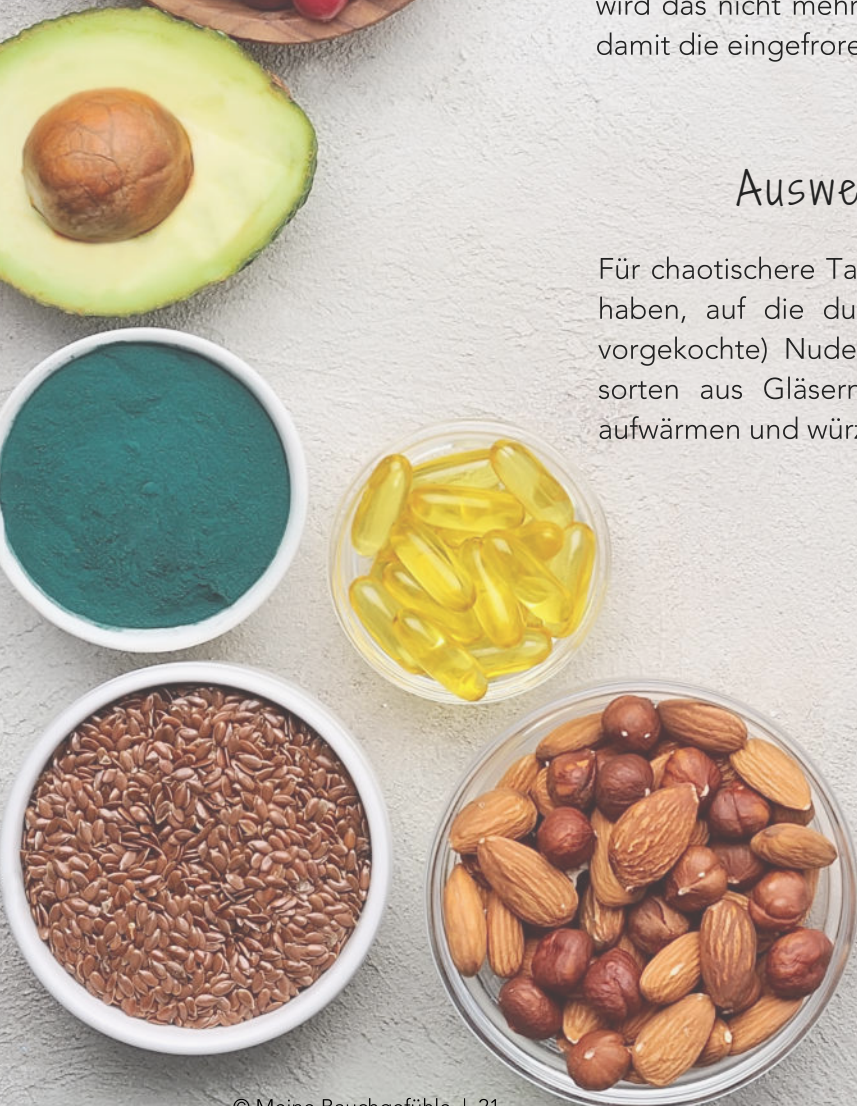 wird das nicht mehr
damit die eingefrore
Auswe
Für chaotischere Ta
haben, auf die du
vorgekochte) Nude
sorten aus Gläsern
aufwärmen und würz
© Meine Bauchgefühle | 21